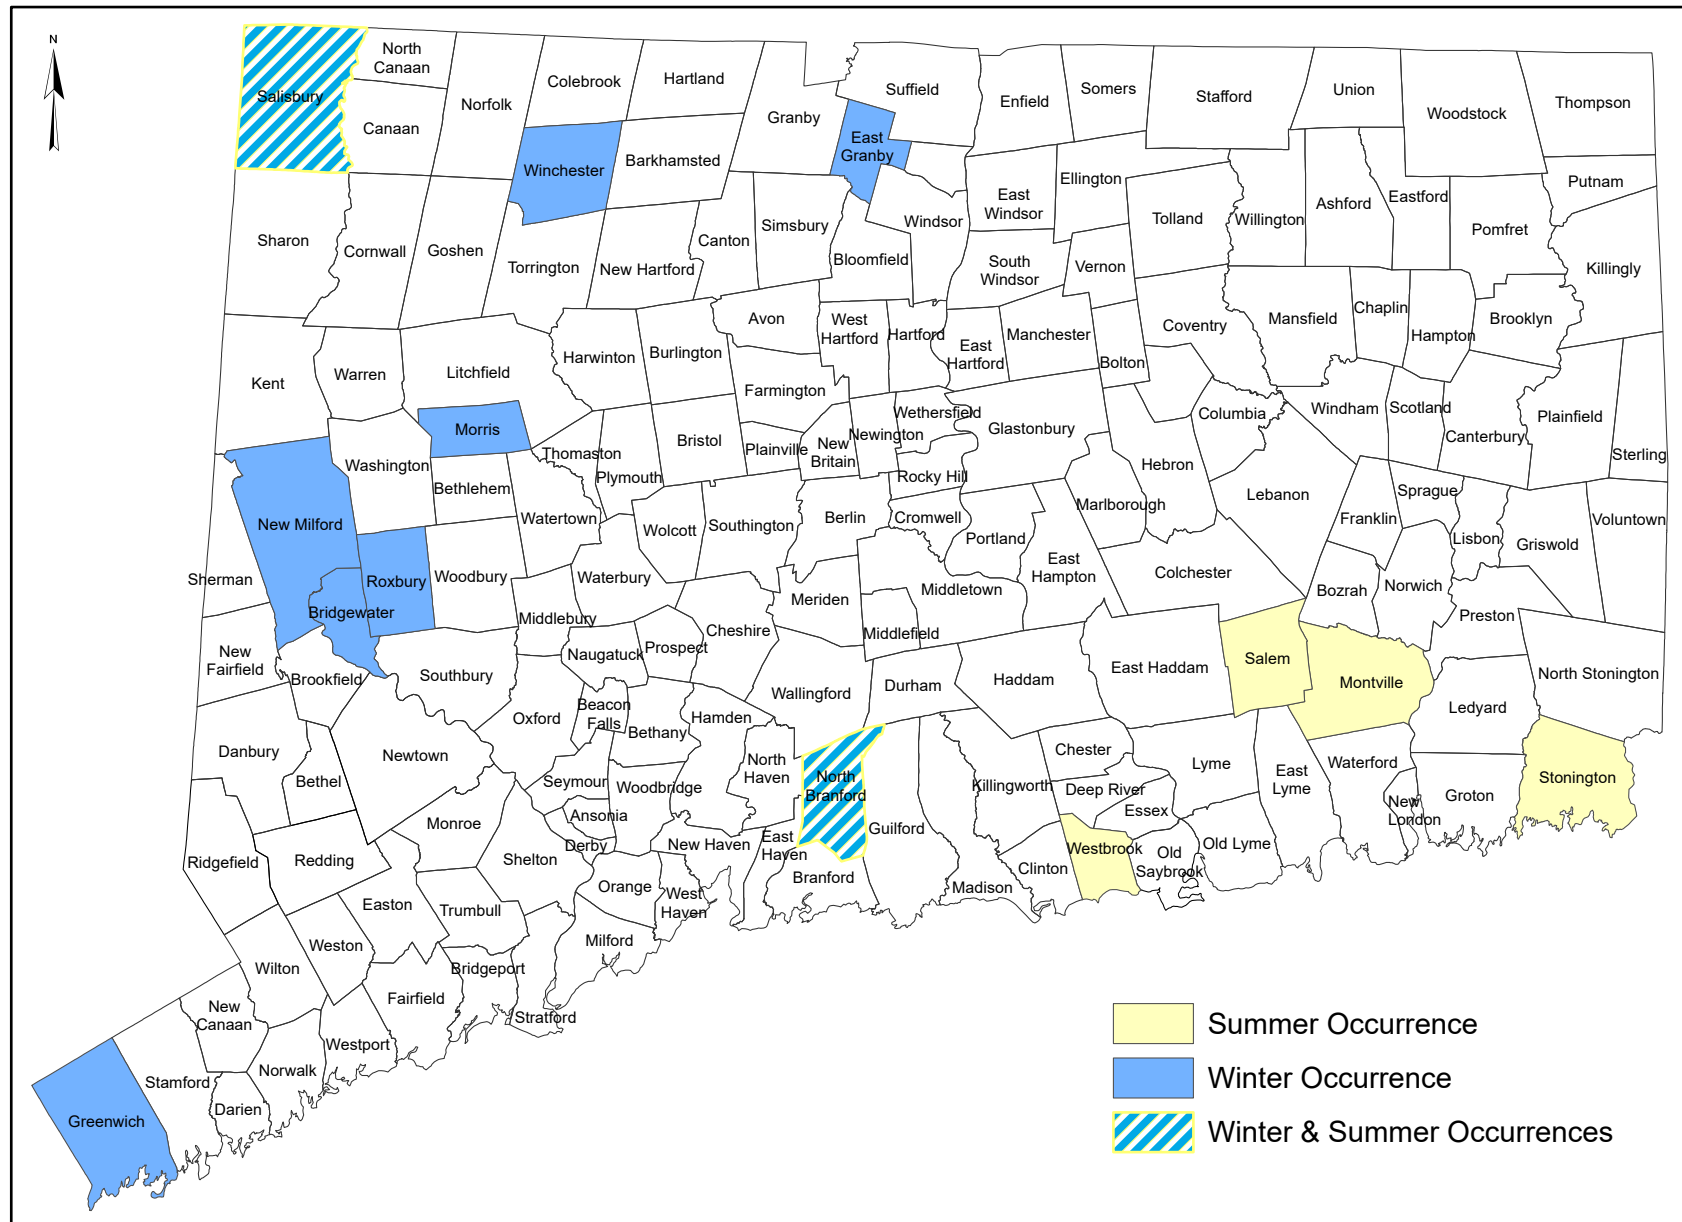 N
North
Canaan
Colebrook
Hartland
Suffield
Enfield
Somers
Stafford
Union
Woodstock
Thompson
Salisbury
Norfolk
Granby
Canaan
East
Granby
Winchester
Barkhamsted
Ellington
Putnam
East
Windsor
Tolland
Willington
Ashford
Eastford
Pomfret
Sharon
Cornwall
Goshen
Torrington
New Hartford
Canton
Simsbury
Windsor
Bloomfield
South
Windsor
Vernon
Killingly
Avon
West
Hartford
Hartford
East
Hartford
Manchester
Bolton
Coventry
Mansfield
Chaplin
Hampton
Brooklyn
Kent
Warren
Litchfield
Harwinton
Burlington
Farmington
Morris
Washington
Thomaston
Plymouth
Bristol
Plainville
New
Britain
Newington
Wethersfield
Rocky Hill
Glastonbury
Columbia
Windham
Scotland
Canterbury
Plainfield
Sterling
Hebron
Marlborough
Lebanon
Sprague
Franklin
Lisbon
Griswold
Voluntown
New Milford
Bethlehem
Watertown
Wolcott
Southington
Berlin
Cromwell
Portland
East
Hampton
Sherman
Roxbury
Woodbury
Waterbury
Middlebury
Bridgewater
Meriden
Middletown
Middlefield
Colchester
Bozrah
Norwich
Preston
New
Fairfield
Brookfield
Southbury
Naugatuck
Prospect
Cheshire
Wallingford
Durham
Haddam
East Haddam
Salem
Montville
Ledyard
North Stonington
Oxford
Beacon
Falls
Bethany
Hamden
Danbury
Bethel
Newtown
Seymour
Woodbridge
North
Haven
North
Branford
Guilford
Killingworth
Chester
Deep River
Essex
Lyme
East
Lyme
Waterford
New
London
Groton
Stonington
Ansonia
Derby
Monroe
Shelton
New Haven
East
Haven
Branford
Madison
Clinton
Westbrook
Old
Saybrook
Old Lyme
Ridgefield
Redding
Orange
West
Haven
Easton
Trumbull
Weston
Wilton
Milford
Bridgeport
Fairfield
Stratford
New
Canaan
Westport
Norwalk
Stamford
Darien
Greenwich
Summer Occurrence
Winter Occurrence
Winter & Summer Occurrences